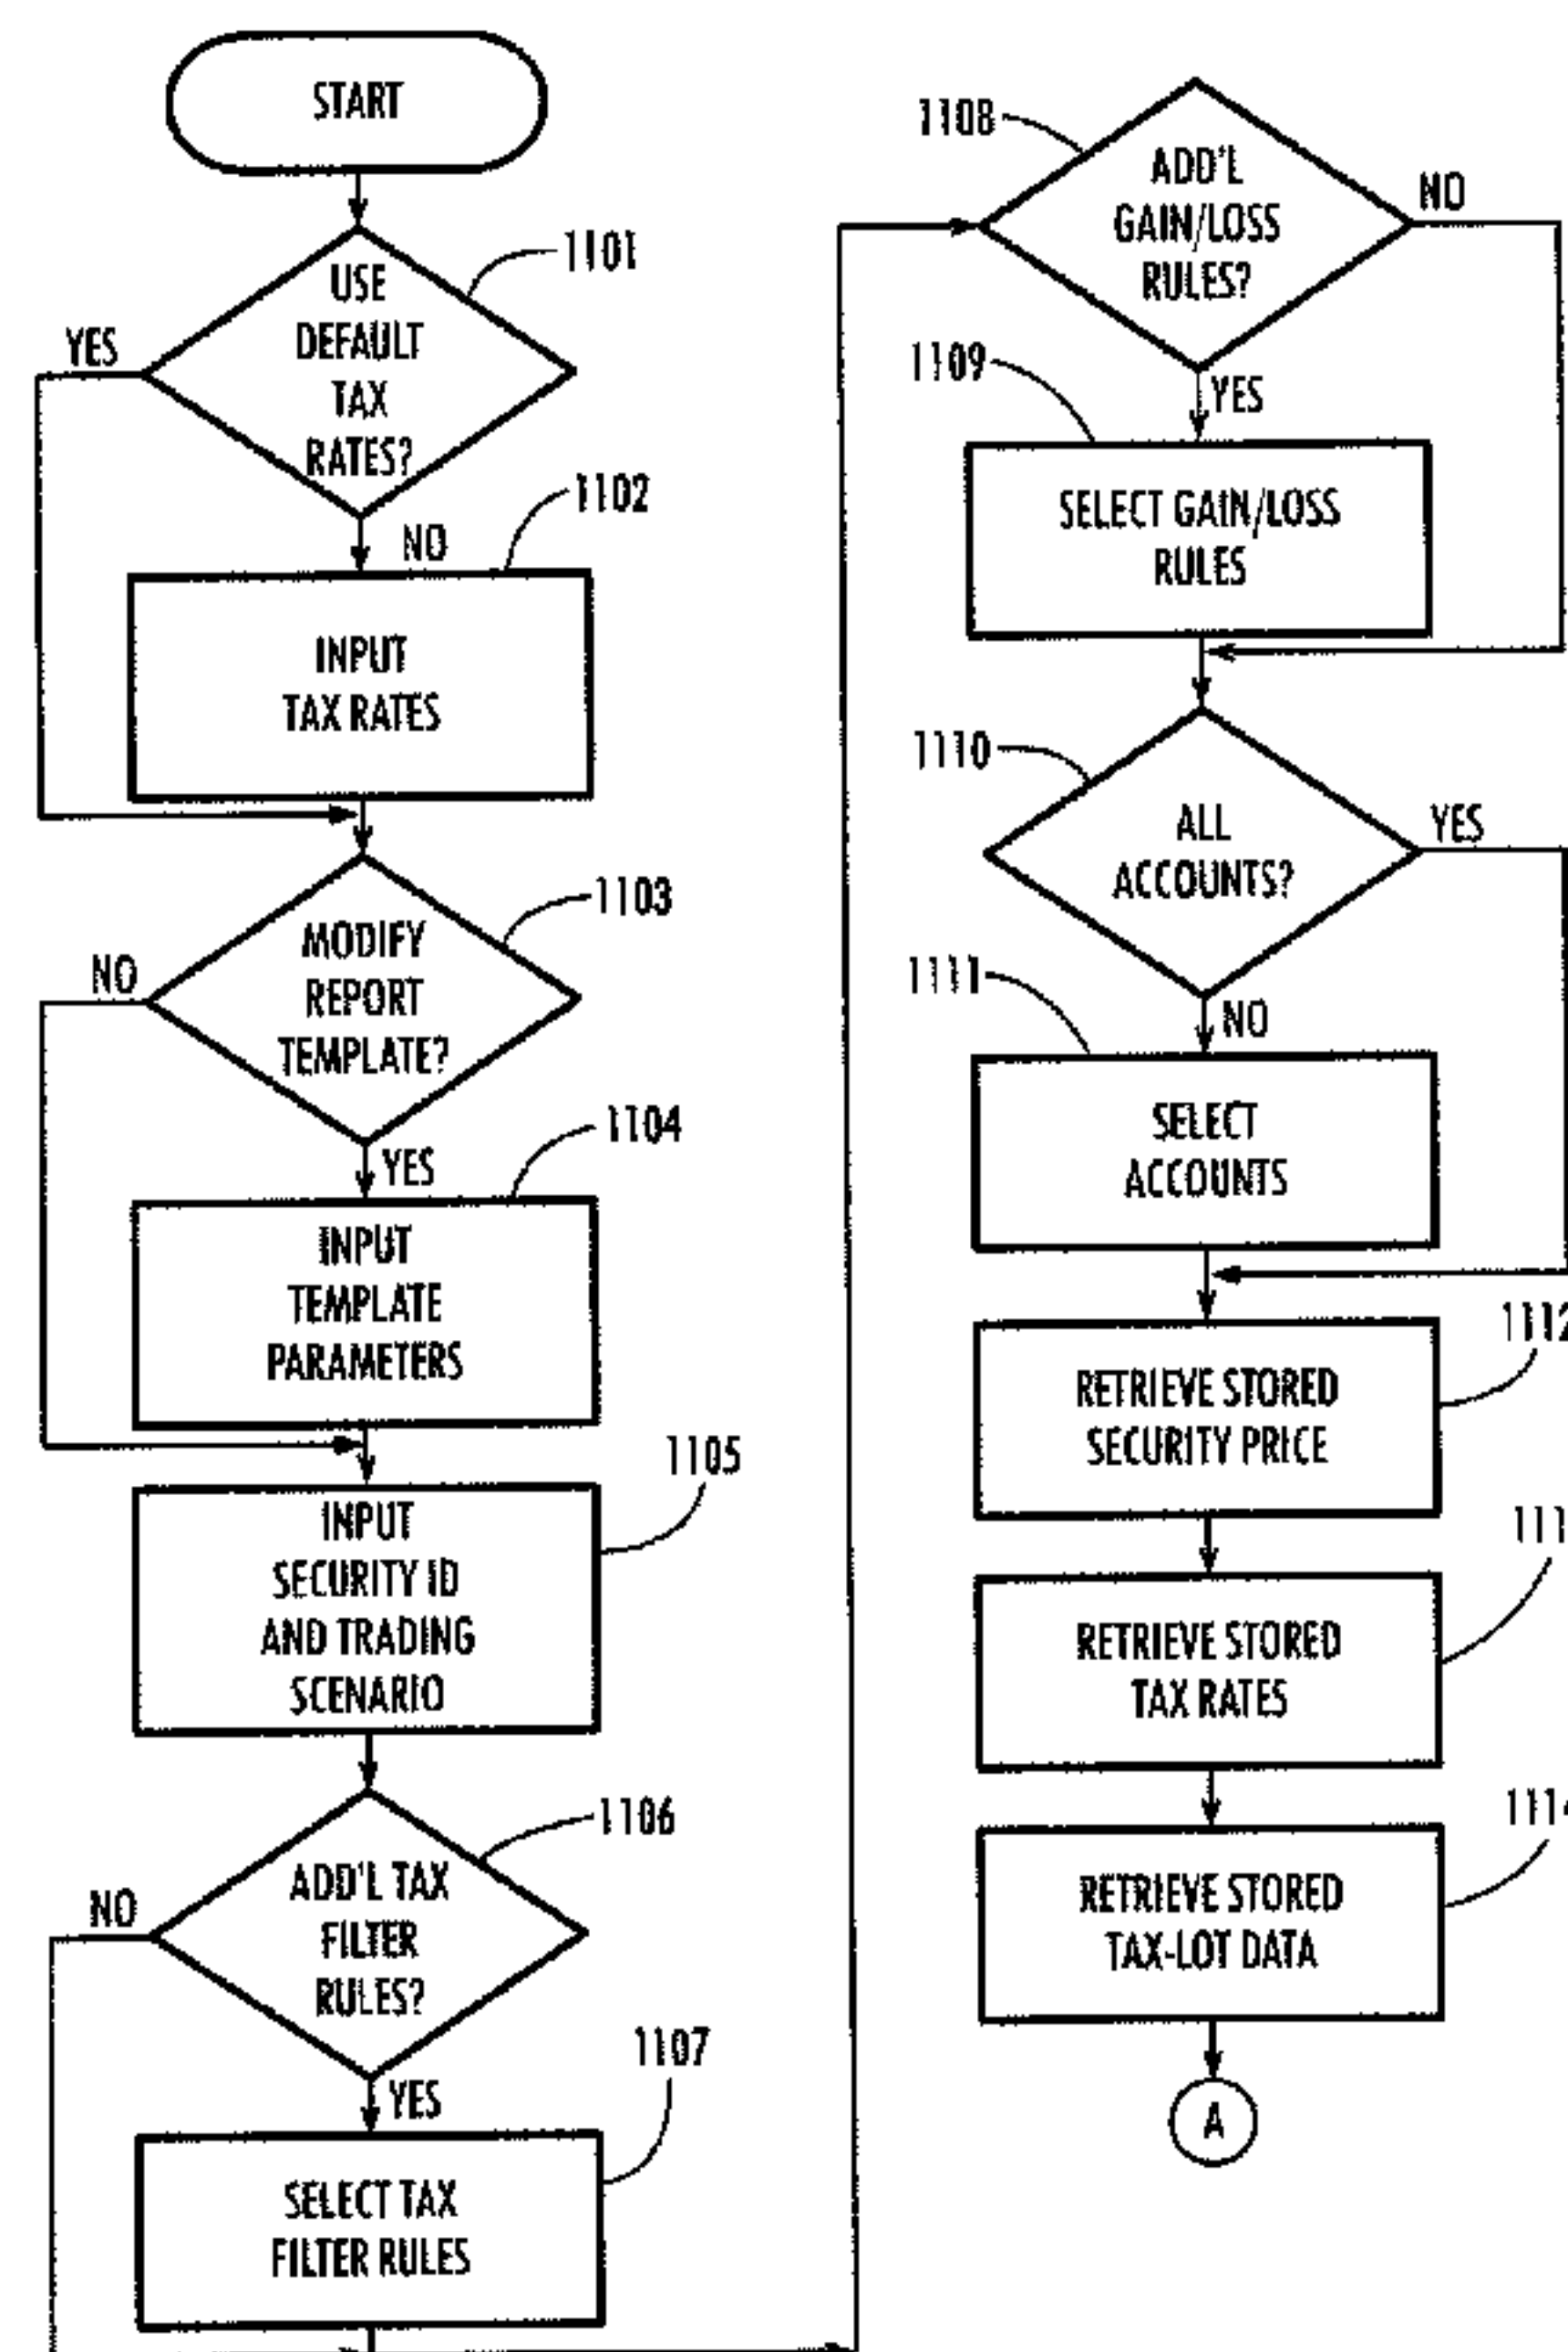 START
1101
USE
DEFAULT
TAX
RATES?
YES
NO
1102
INPUT
TAX RATES
1103
MODIFY
REPORT
TEMPLATE?
NO
YES
1104
INPUT
TEMPLATE
PARAMETERS
1105
INPUT
SECURITY ID
AND TRADING
SCENARIO
1106
ADD'L TAX
FILTER
RULES?
NO
YES
1107
SELECT TAX
FILTER RULES
1108
ADD'L
GAIN/LOSS
RULES?
NO
YES
1109
SELECT GAIN/LOSS
RULES
1110
ALL
ACCOUNTS?
YES
NO
1111
SELECT
ACCOUNTS
1112
RETRIEVE STORED
SECURITY PRICE
111
RETRIEVE STORED
TAX RATES
1114
RETRIEVE STORED
TAX-LOT DATA
A